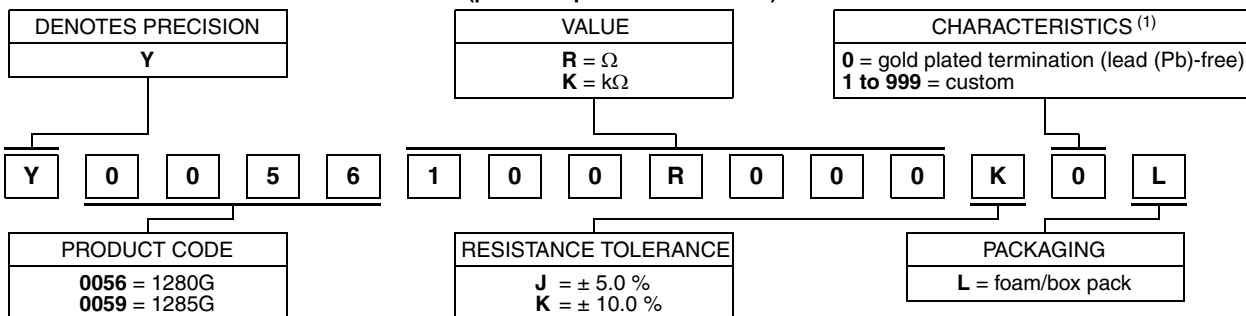 DENOTES PRECISION
Y
VALUE
R = Ω
K = kΩ
CHARACTERISTICS (1)
0 = gold plated termination (lead (Pb)-free)
1 to 999 = custom
Y 0 0 5 6 1 0 0 R 0 0 0 K 0 L
PRODUCT CODE
0056 = 1280G
0059 = 1285G
RESISTANCE TOLERANCE
J = ± 5.0 %
K = ± 10.0 %
PACKAGING
L = foam/box pack